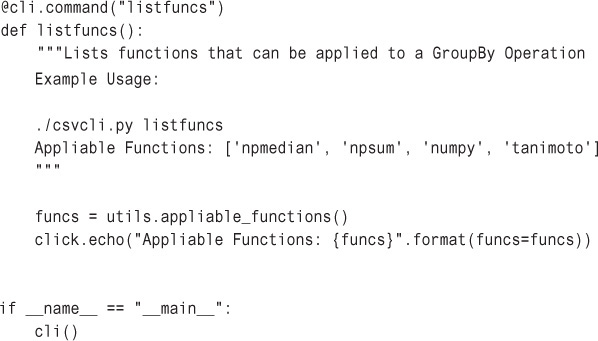 @cli.command("listfuncs")
def listfuncs():
    """Lists functions that can be applied to a GroupBy Operation
    Example Usage:

    ./csvcli.py listfuncs
    Appliable Functions: ['npmedian', 'npsum', 'numpy', 'tanimoto']
    """

    funcs = utils.appliable_functions()
    click.echo("Appliable Functions: {funcs}".format(funcs=funcs))


if __name__ == "__main__":
    cli()